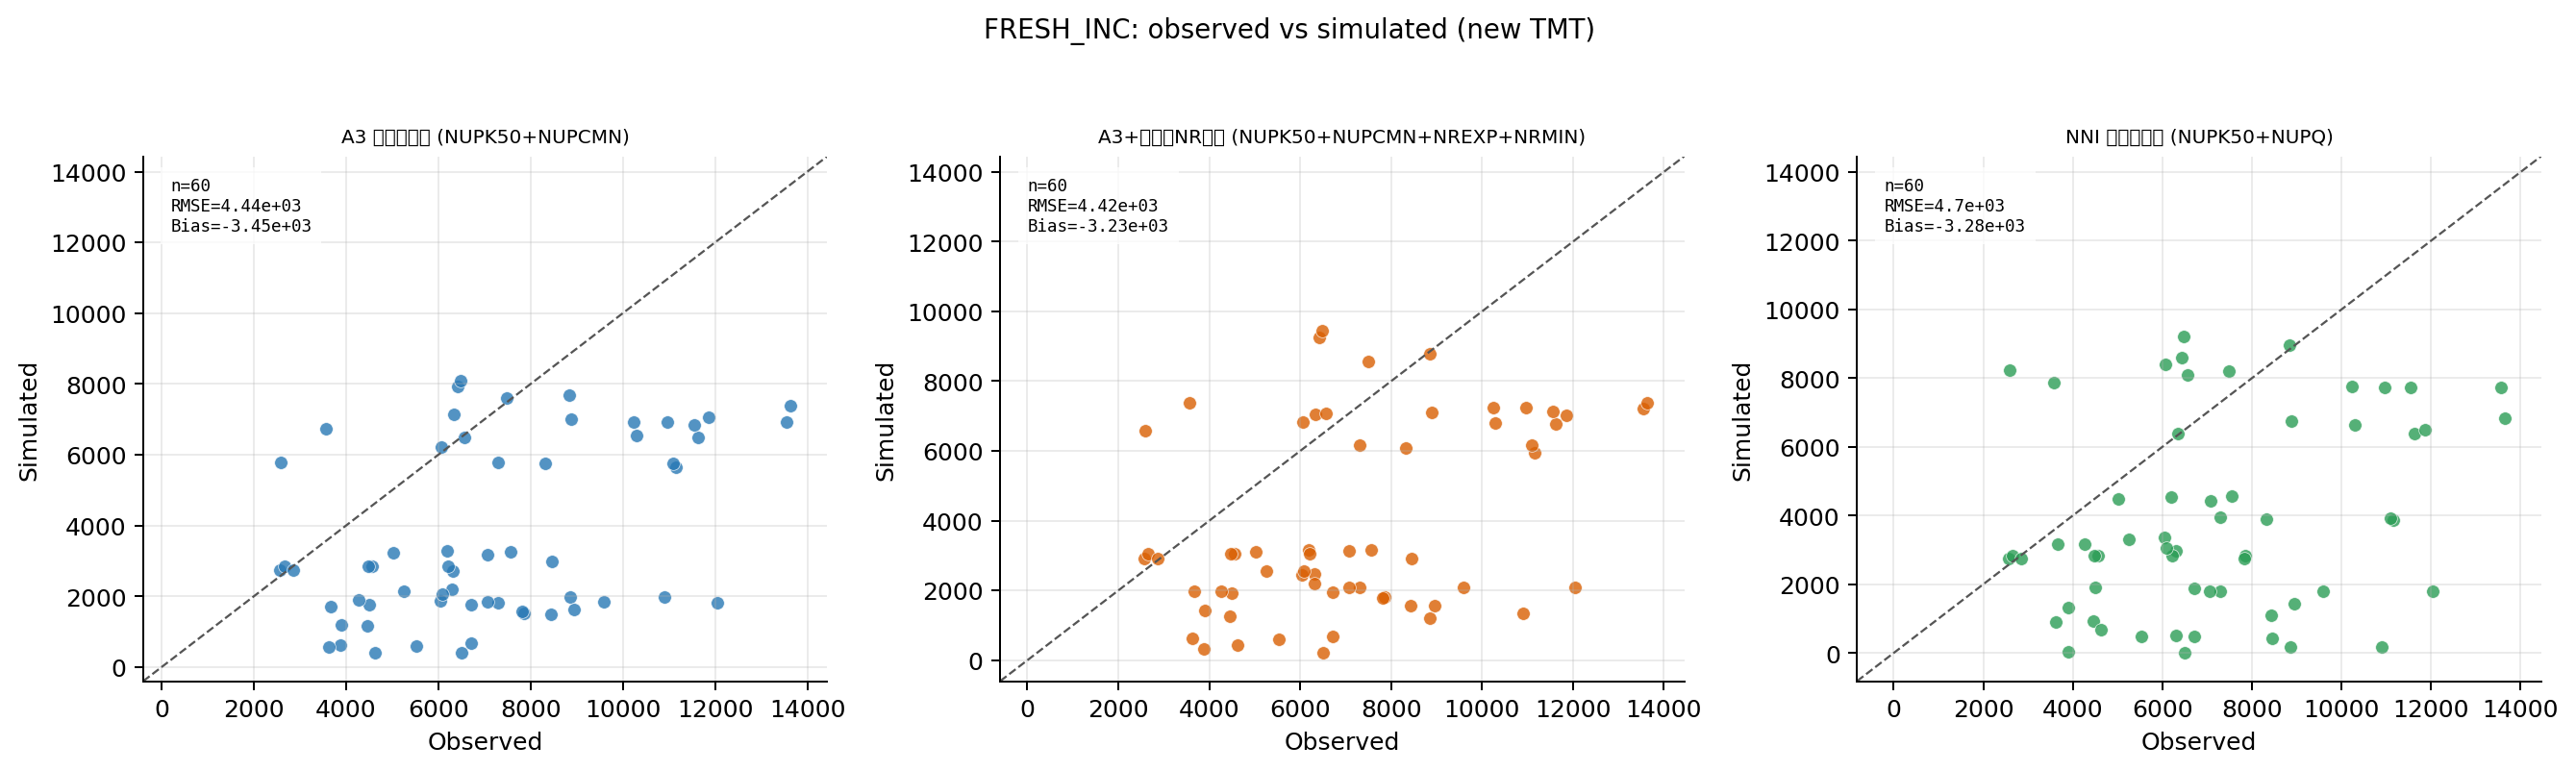 FRESH_INC: observed vs simulated (new TMT)
A3 (NUPK50+NUPCMN)
n=60
RMSE=4.44e+03
Bias=-3.45e+03
14000
12000
10000
8000
6000
4000
2000
0
Simulated
0 2000 4000 6000 8000 10000 12000 14000
Observed
A3+ NR (NUPK50+NUPCMN+NREXP+NRMIN)
n=60
RMSE=4.42e+03
Bias=-3.23e+03
14000
12000
10000
8000
6000
4000
2000
0
Simulated
0 2000 4000 6000 8000 10000 12000 14000
Observed
NNI (NUPK50+NUPQ)
n=60
RMSE=4.7e+03
Bias=-3.28e+03
14000
12000
10000
8000
6000
4000
2000
0
Simulated
0 2000 4000 6000 8000 10000 12000 14000
Observed